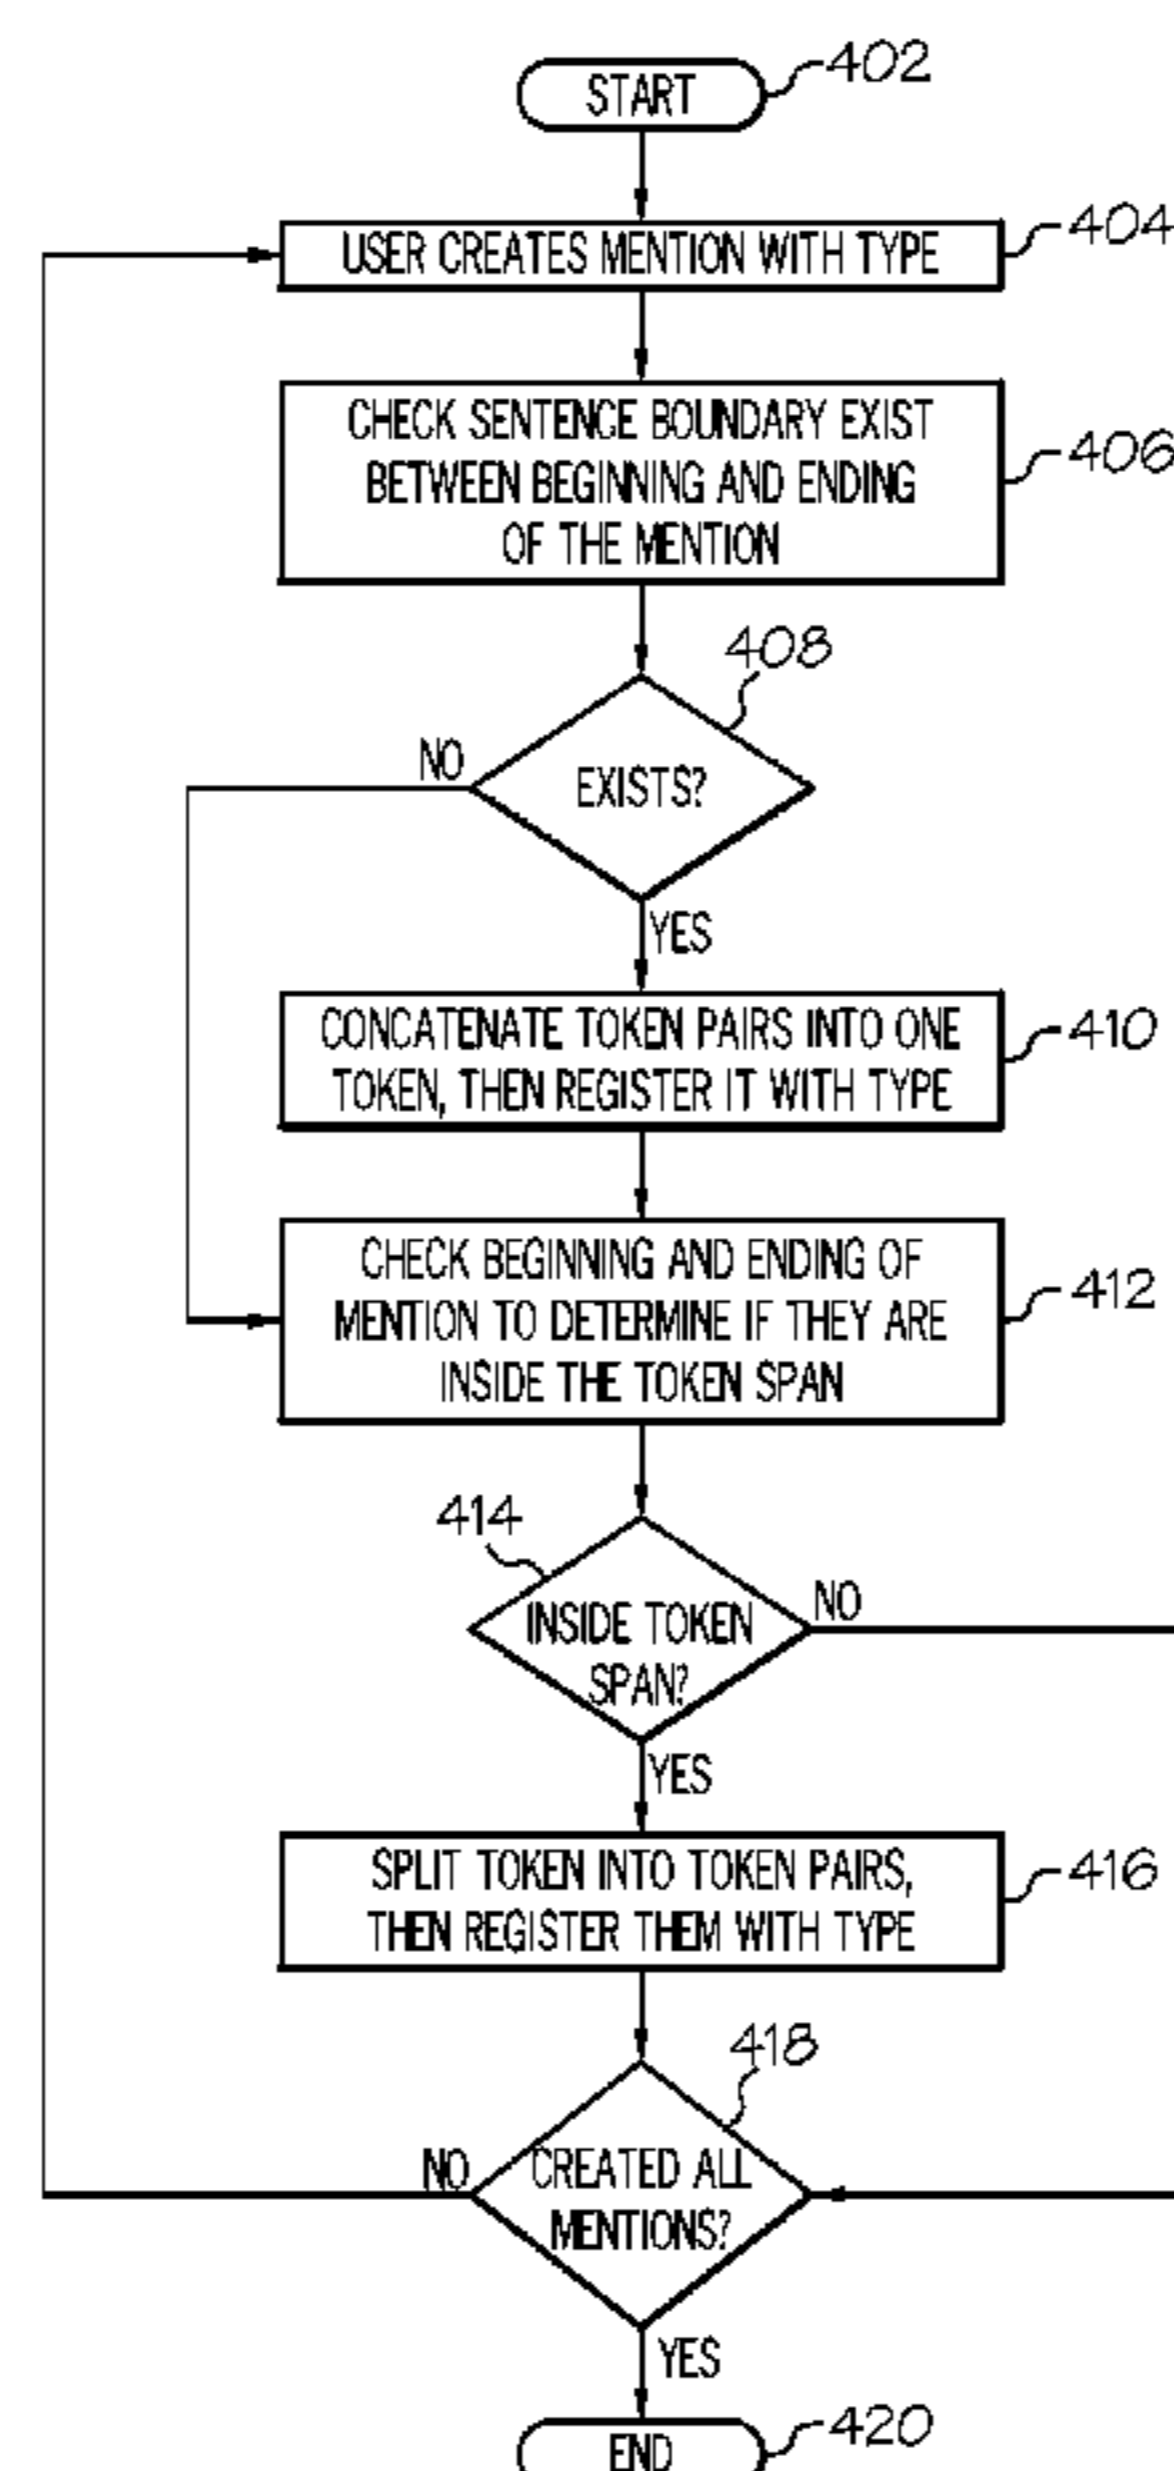 START
402
USER CREATES MENTION WITH TYPE
404
CHECK SENTENCE BOUNDARY EXIST
BETWEEN BEGINNING AND ENDING
OF THE MENTION
406
408
NO
EXISTS?
YES
CONCATENATE TOKEN PAIRS INTO ONE
TOKEN, THEN REGISTER IT WITH TYPE
410
CHECK BEGINNING AND ENDING OF
MENTION TO DETERMINE IF THEY ARE
INSIDE THE TOKEN SPAN
412
414
NO
INSIDE TOKEN
SPAN?
YES
SPLIT TOKEN INTO TOKEN PAIRS,
THEN REGISTER THEM WITH TYPE
416
418
NO
CREATED ALL
MENTIONS?
YES
END
420